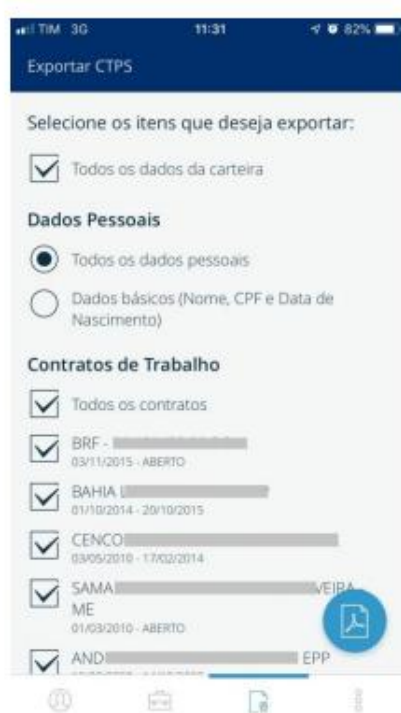 TIM 3G 11:31 82%
Exportar CTPS
Selecione os itens que deseja exportar:
Todos os dados da carteira
Dados Pessoais
Todos os dados pessoais
Dados básicos (Nome, CPF e Data de
Nascimento)
Contratos de Trabalho
Todos os contratos
BRF -
03/11/2015 - ABERTO
BAHIA
01/10/2014 - 20/10/2015
CENCO
03/05/2010 - 17/02/2014
SAMA VEIRA
ME
01/03/2010 - ABERTO
AND EPP